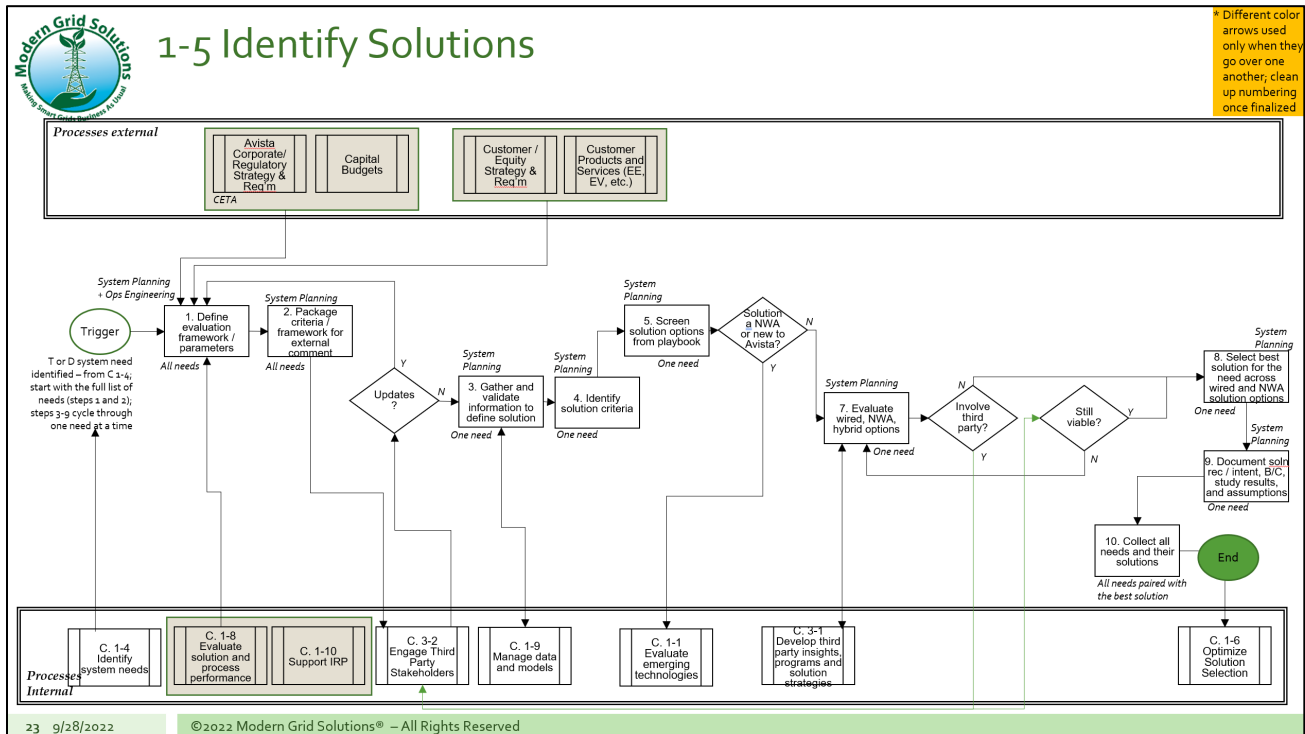 Modern Grid Solutions
Making Smart Grids Business As Usual
1-5 Identify Solutions
* Different color
arrows used
only when they
go over one
another; clean
up numbering
once finalized
Processes external
Avista
Corporate/
Regulatory
Strategy &
Req'm
Capital
Budgets
CETA
Customer /
Equity
Strategy &
Req'm
Customer
Products and
Services (EE,
EV, etc.)
System Planning
+ Ops Engineering
Trigger
T or D system need
identified – from C 1-4;
start with the full list of
needs (steps 1 and 2);
steps 3-9 cycle through
one need at a time
1. Define
evaluation
framework /
parameters
All needs
System Planning
2. Package
criteria /
framework for
external
comment
All needs
Updates
?
Y
N
System
Planning
3. Gather and
validate
information to
define solution
One need
System
Planning
4. Identify
solution criteria
One need
System
Planning
5. Screen
solution options
from playbook
One need
Solution
a NWA
or new to
Avista?
N
Y
System Planning
7. Evaluate
wired, NWA,
hybrid options
One need
Involve
third
party?
N
Y
Still
viable?
Y
N
System
Planning
8. Select best
solution for the
need across
wired and NWA
solution options
One need
System
Planning
9. Document soln
rec / intent, B/C,
study results,
and assumptions
One need
10. Collect all
needs and their
solutions
All needs paired with
the best solution
End
Processes
Internal
C. 1-4
Identify
system needs
C. 1-8
Evaluate
solution and
process
performance
C. 1-10
Support IRP
C. 3-2
Engage Third
Party
Stakeholders
C. 1-9
Manage data
and models
C. 1-1
Evaluate
emerging
technologies
C. 3-1
Develop third
party insights,
programs and
solution
strategies
C. 1-6
Optimize
Solution
Selection
23 9/28/2022
©2022 Modern Grid Solutions® – All Rights Reserved